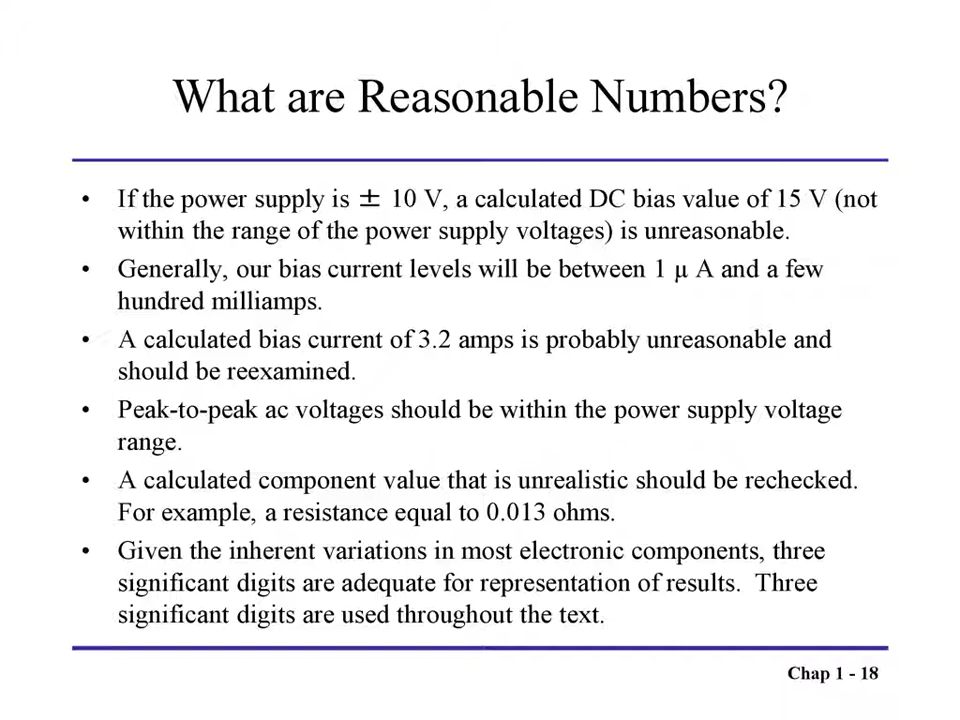 What are Reasonable Numbers?
• If the power supply is ± 10 V, a calculated DC bias value of 15 V (not
within the range of the power supply voltages) is unreasonable.
• Generally, our bias current levels will be between 1 µ A and a few
hundred milliamps.
• A calculated bias current of 3.2 amps is probably unreasonable and
should be reexamined.
• Peak-to-peak ac voltages should be within the power supply voltage
range.
• A calculated component value that is unrealistic should be rechecked.
For example, a resistance equal to 0.013 ohms.
• Given the inherent variations in most electronic components, three
significant digits are adequate for representation of results.  Three
significant digits are used throughout the text.
Chap 1 - 18